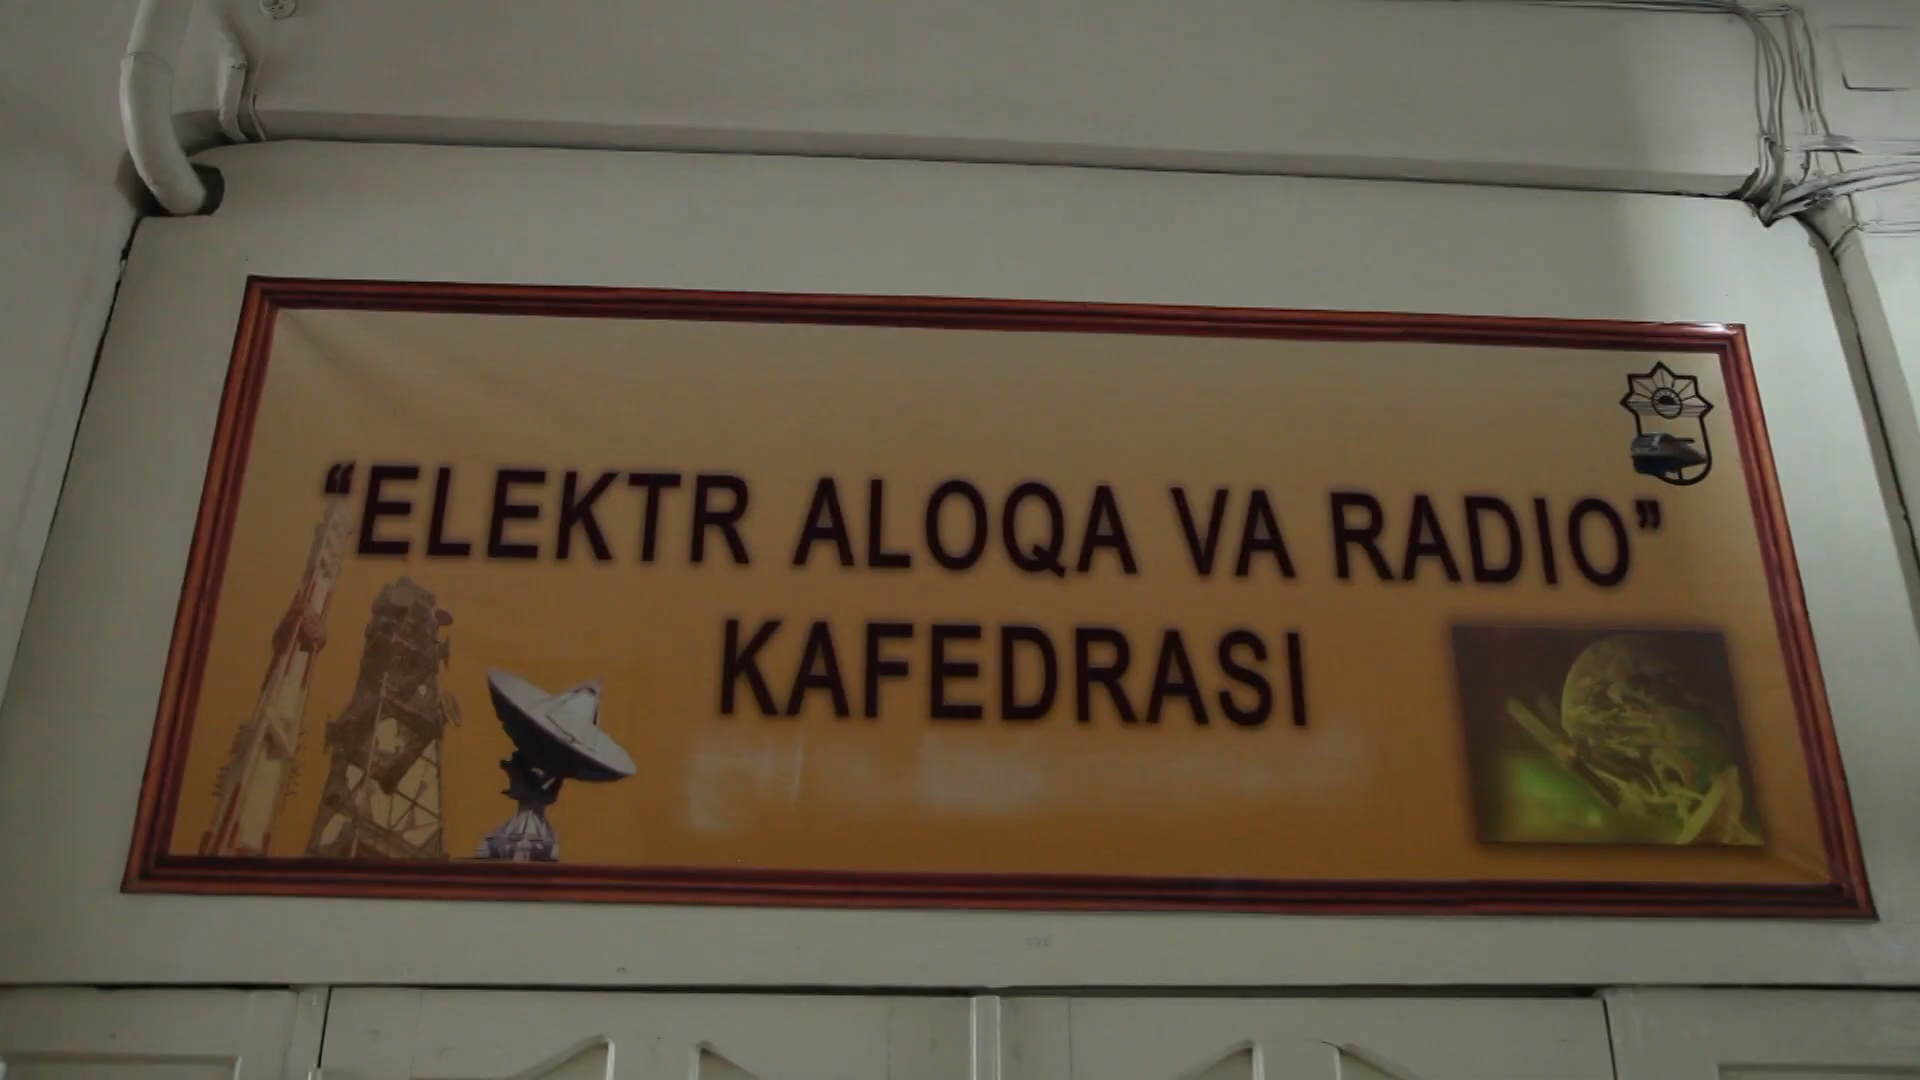 “ELEKTR ALOQA VA RADIO”
KAFEDRASI